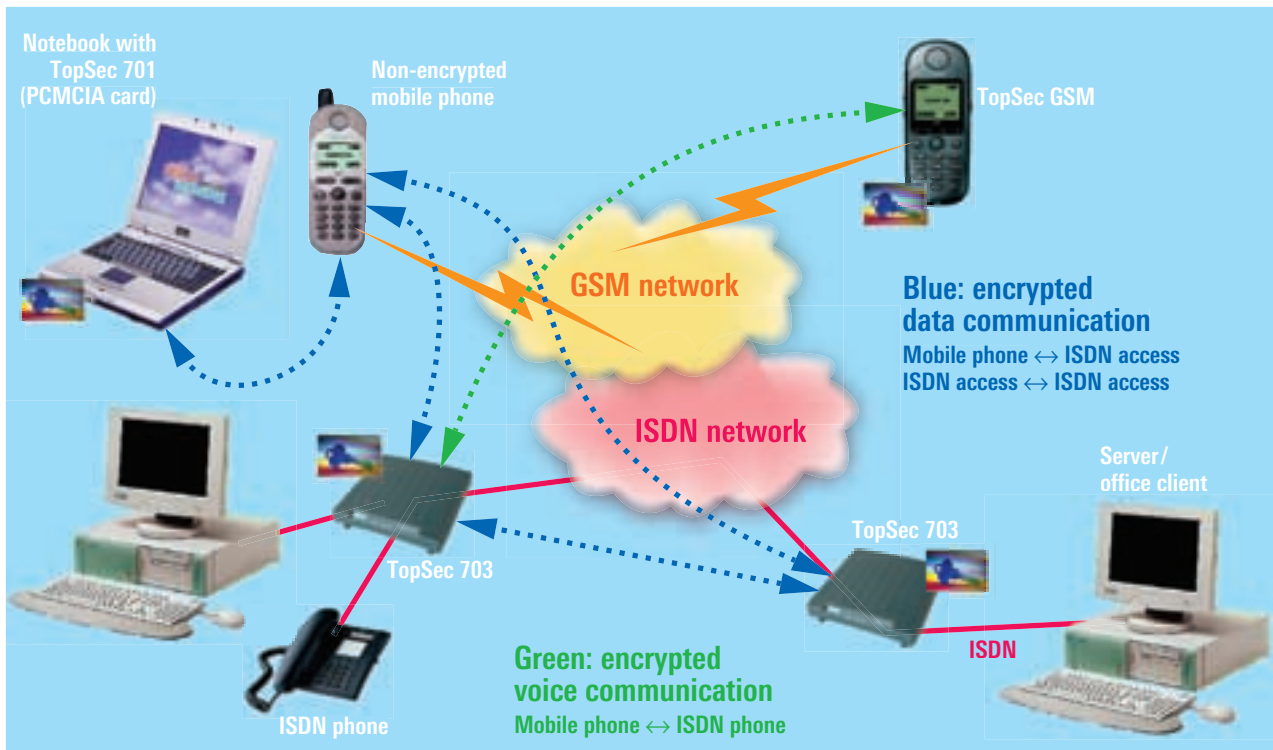 Notebook with
TopSec 701
(PCMCIA card)
Non-encrypted
mobile phone
TopSec GSM
GSM network
Blue: encrypted
data communication
Mobile phone ↔ ISDN access
ISDN access ↔ ISDN access
ISDN network
Server/
office client
TopSec 703
TopSec 703
ISDN
Green: encrypted
voice communication
Mobile phone ↔ ISDN phone
ISDN phone